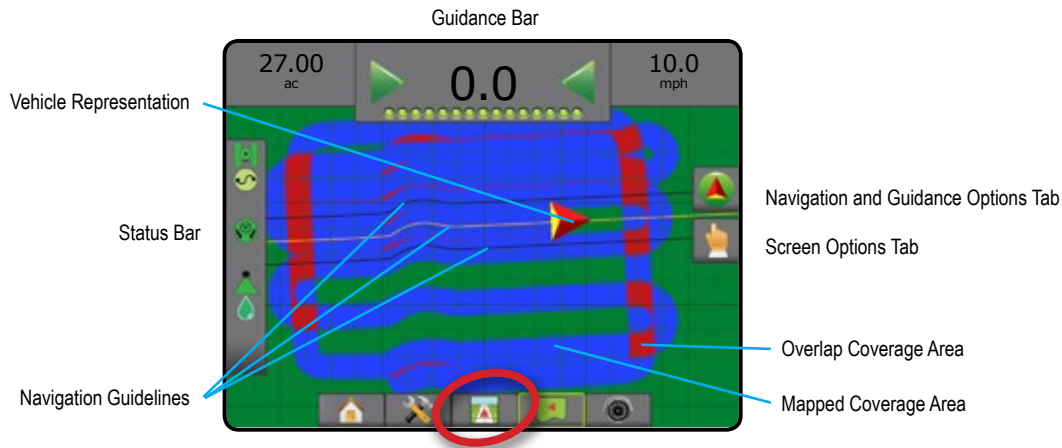 Guidance Bar
27.00
ac
0.0
10.0
mph
Vehicle Representation
Navigation and Guidance Options Tab
Status Bar
Screen Options Tab
Overlap Coverage Area
Navigation Guidelines
Mapped Coverage Area